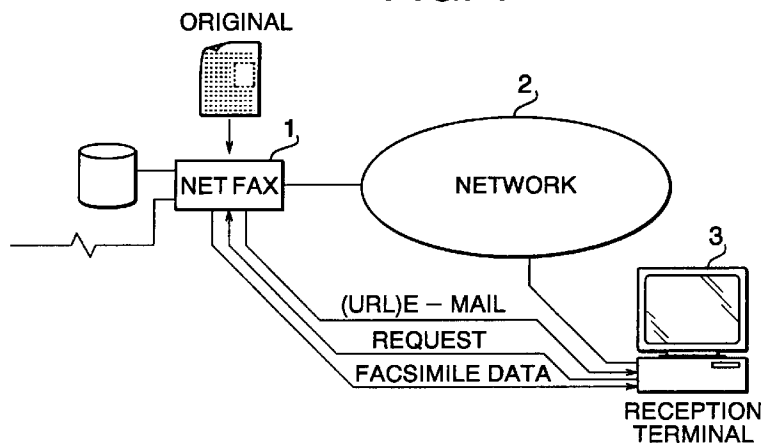 ORIGINAL
1
NET FAX
2
NETWORK
3
(URL)E – MAIL
REQUEST
FACSIMILE DATA
RECEPTION
TERMINAL